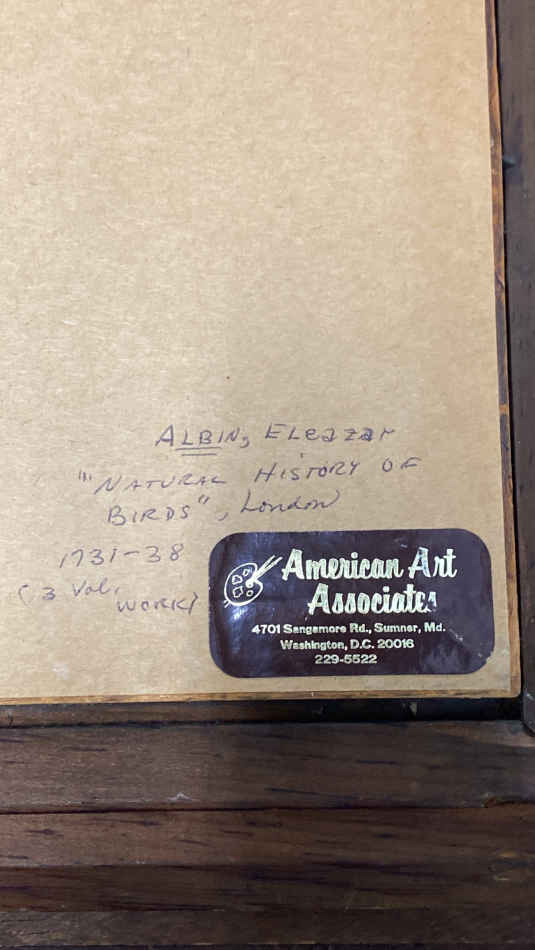 ALBIN, ELeazar
"NATURAL HISTORY OF
BIRDS", London
1731-38
(3 Vol.
WORK)
American Art
Associates
4701 Sangamore Rd., Sumner, Md.
Washington, D.C. 20016
229-5522